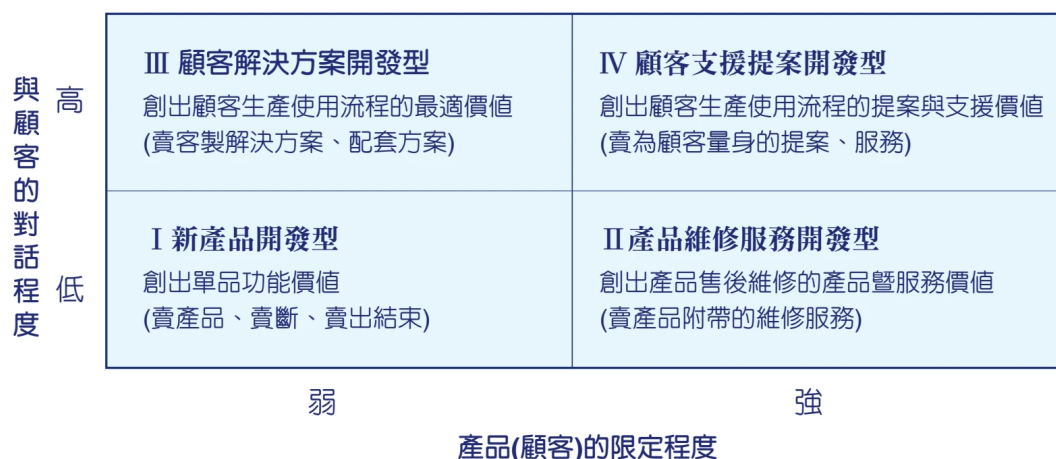 與顧客的對話程度
高
Ⅲ 顧客解決方案開發型
創出顧客生產使用流程的最適價值
(賣客製解決方案、配套方案)
Ⅳ 顧客支援提案開發型
創出顧客生產使用流程的提案與支援價值
(賣為顧客量身的提案、服務)
低
Ⅰ 新產品開發型
創出單品功能價值
(賣產品、賣斷、賣出結束)
Ⅱ 產品維修服務開發型
創出產品售後維修的產品暨服務價值
(賣產品附帶的維修服務)
弱
強
產品(顧客)的限定程度